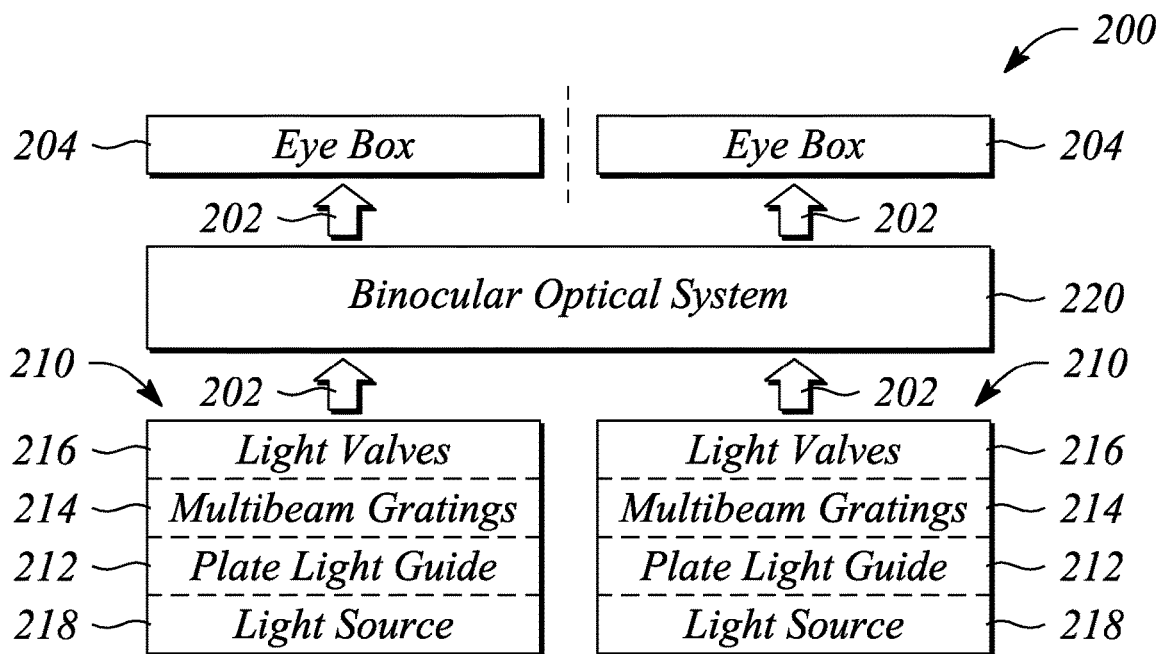 200
204 Eye Box Eye Box 204
202 202
Binocular Optical System 220
210 202 202 210
216 Light Valves Light Valves 216
214 Multibeam Gratings Multibeam Gratings 214
212 Plate Light Guide Plate Light Guide 212
218 Light Source Light Source 218